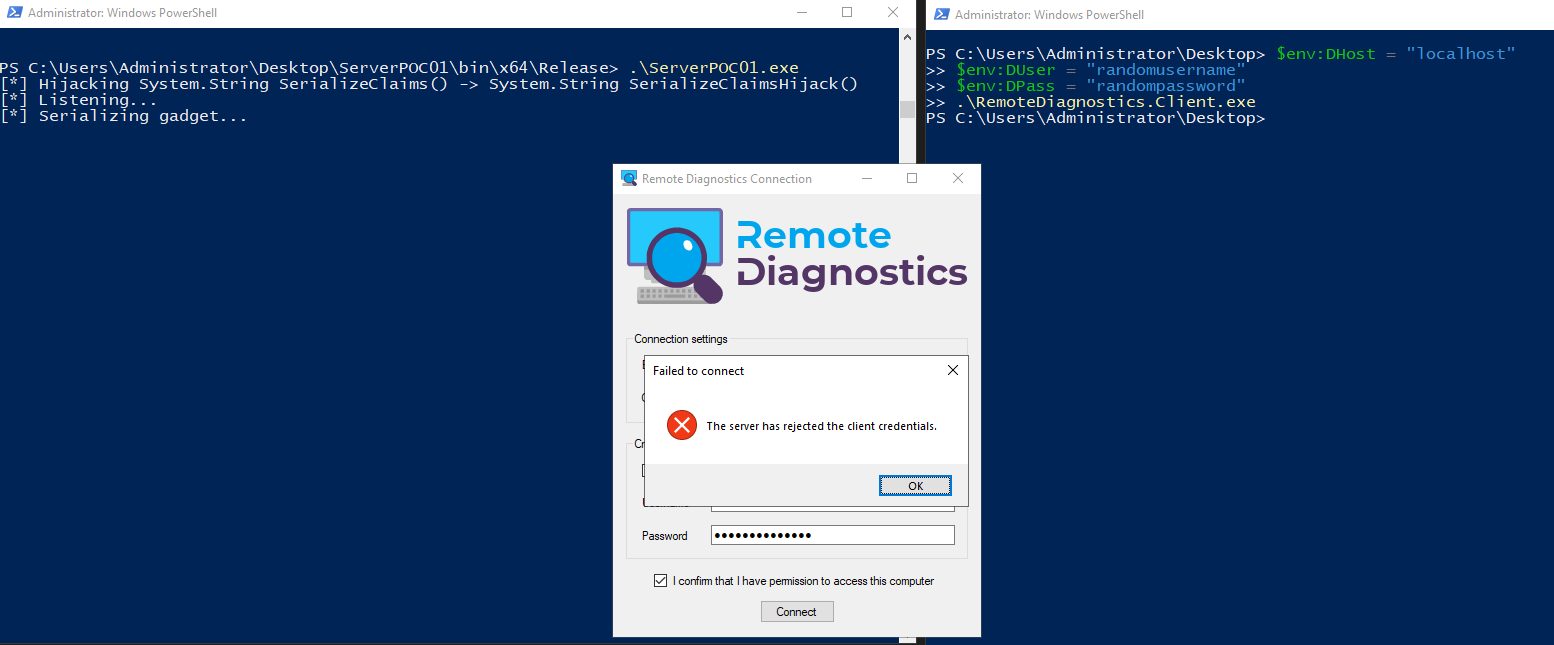 Administrator: Windows PowerShell
PS C:\Users\Administrator\Desktop\ServerPOC01\bin\x64\Release> .\ServerPOC01.exe
[*] Hijacking System.String SerializeClaims() -> System.String SerializeClaimsHijack()
[*] Listening...
[*] Serializing gadget...
Administrator: Windows PowerShell
PS C:\Users\Administrator\Desktop> $env:DHost = "localhost"
>> $env:DUser = "randomusername"
>> $env:DPass = "randompassword"
>> .\RemoteDiagnostics.Client.exe
PS C:\Users\Administrator\Desktop>
Remote Diagnostics Connection
Remote
Diagnostics
Connection settings
Failed to connect
The server has rejected the client credentials.
OK
Password ●●●●●●●●●●●●●●
I confirm that I have permission to access this computer
Connect